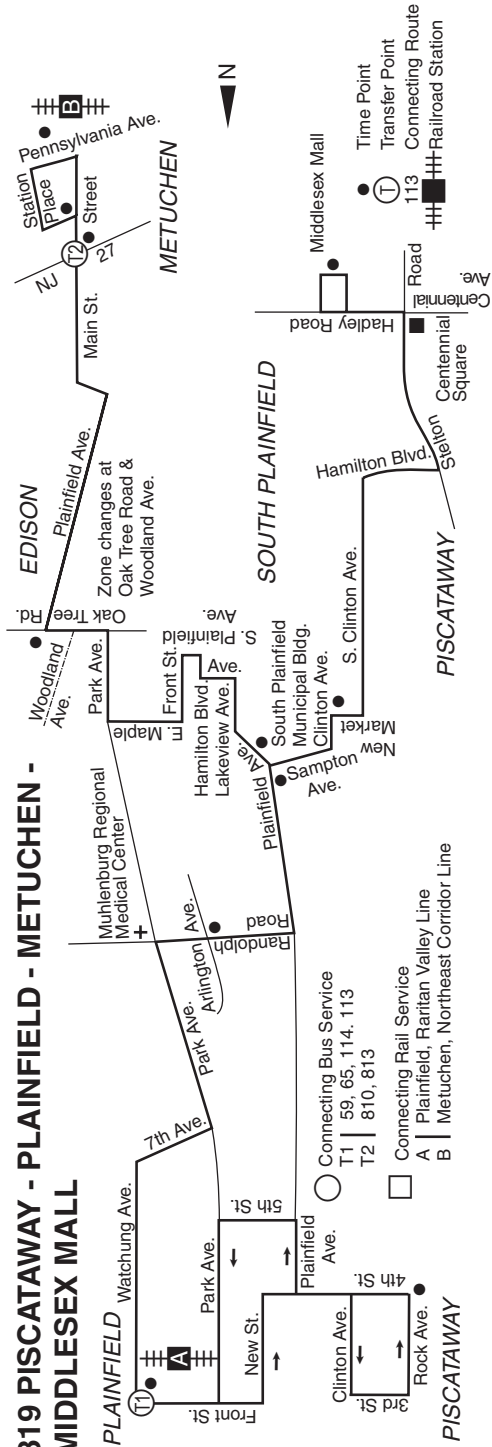 819 PISCATAWAY - PLAINFIELD - METUCHEN -
MIDDLESEX MALL
PLAINFIELD
T1
A
Front St.
Watchung Ave.
7th Ave.
Park Ave.
New St.
5th St.
Plainfield
Ave.
4th St.
Clinton Ave.
3rd St.
Rock Ave.
PISCATAWAY
Park Ave.
Arlington
Ave.
Randolph
Road
Muhlenburg Regional
Medical Center
Plainfield
Ave.
Sampton
Ave.
South Plainfield
Municipal Bldg.
Clinton Ave.
New
Market
Hamilton Blvd.
Lakeview Ave.
Ave.
Front St.
S. Plainfield
Ave.
E. Maple
Park Ave.
Woodland
Ave.
Oak Tree
Rd.
EDISON
Plainfield Ave.
Zone changes at
Oak Tree Road &
Woodland Ave.
Main St.
NJ
27
T2
Street
Station
Place
Pennsylvania Ave.
B
METUCHEN
N
SOUTH PLAINFIELD
S. Clinton Ave.
Hamilton Blvd.
Stelton
Road
PISCATAWAY
Centennial
Square
Centennial
Ave.
Hadley Road
Middlesex Mall
Connecting Bus Service
T1 59, 65, 114. 113
T2 810, 813
Connecting Rail Service
A Plainfield, Raritan Valley Line
B Metuchen, Northeast Corridor Line
Time Point
T Transfer Point
113 Connecting Route
Railroad Station